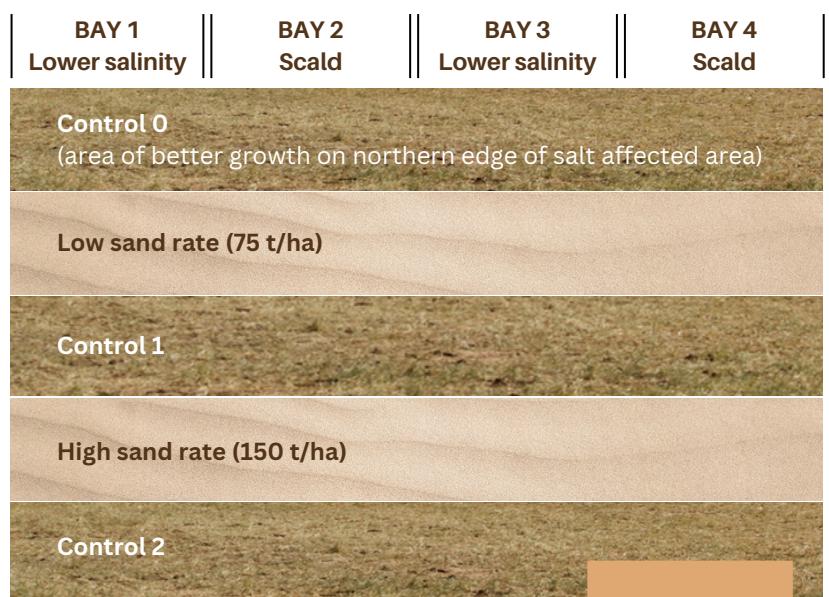 BAY 1
Lower salinity
BAY 2
Scald
BAY 3
Lower salinity
BAY 4
Scald
Control 0
(area of better growth on northern edge of salt affected area)
Low sand rate (75 t/ha)
Control 1
High sand rate (150 t/ha)
Control 2